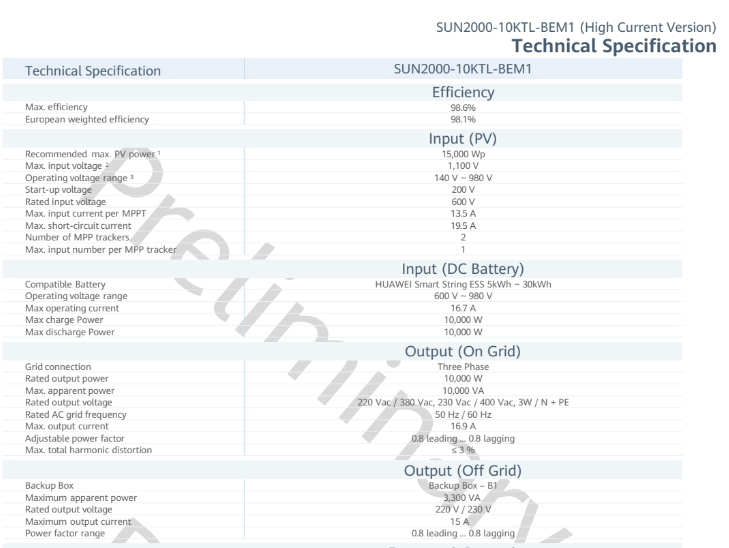 SUN2000-10KTL-BEM1 (High Current Version)
Technical Specification
Technical Specification SUN2000-10KTL-BEM1
Efficiency
Max. efficiency 98.6%
European weighted efficiency 98.1%
Input (PV)
Recommended max. PV power ¹ 15,000 Wp
Max. input voltage ² 1,100 V
Operating voltage range ³ 140 V ~ 980 V
Start-up voltage 200 V
Rated input voltage 600 V
Max. input current per MPPT 13.5 A
Max. short-circuit current 19.5 A
Number of MPP trackers 2
Max. input number per MPP tracker 1
Input (DC Battery)
Compatible Battery HUAWEI Smart String ESS 5kWh ~ 30kWh
Operating voltage range 600 V ~ 980 V
Max operating current 16.7 A
Max charge Power 10,000 W
Max discharge Power 10,000 W
Output (On Grid)
Grid connection Three Phase
Rated output power 10,000 W
Max. apparent power 10,000 VA
Rated output voltage 220 Vac / 380 Vac, 230 Vac / 400 Vac, 3W / N + PE
Rated AC grid frequency 50 Hz / 60 Hz
Max. output current 16.9 A
Adjustable power factor 0.8 leading ... 0.8 lagging
Max. total harmonic distortion ≤ 3 %
Output (Off Grid)
Backup Box Backup Box – B1
Maximum apparent power 3,300 VA
Rated output voltage 220 V / 230 V
Maximum output current 15 A
Power factor range 0.8 leading ... 0.8 lagging
Preliminary